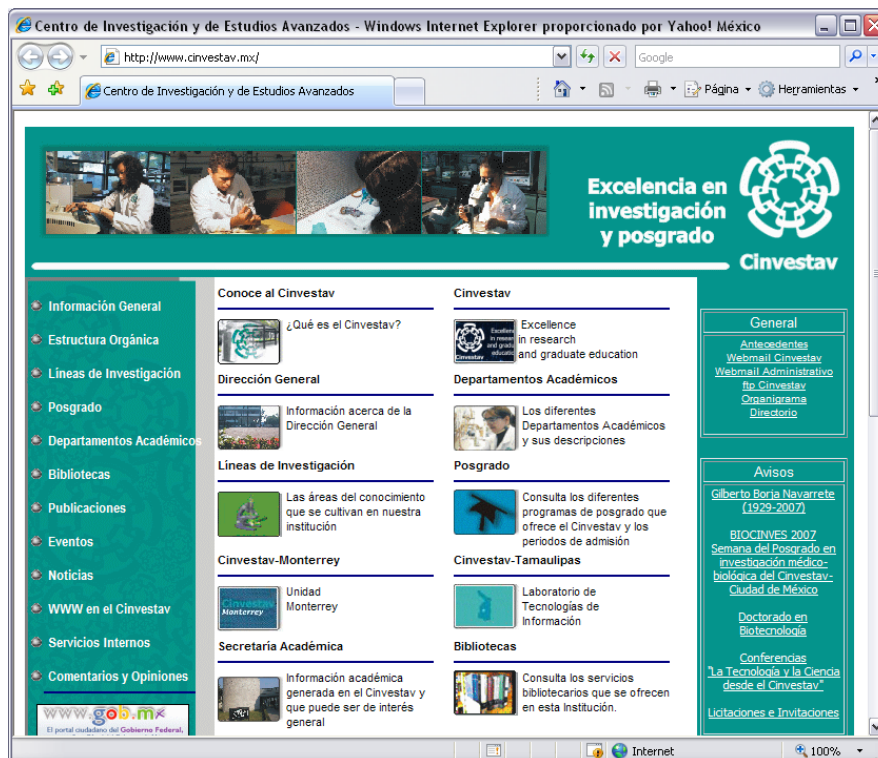 Centro de Investigación y de Estudios Avanzados - Windows Internet Explorer proporcionado por Yahoo! México
http://www.cinvestav.mx/
Google
Centro de Investigación y de Estudios Avanzados
Página
Herramientas
Excelencia en
investigación
y posgrado
Cinvestav
Información General
Estructura Orgánica
Líneas de Investigación
Posgrado
Departamentos Académicos
Bibliotecas
Publicaciones
Eventos
Noticias
WWW en el Cinvestav
Servicios Internos
Comentarios y Opiniones
www.gob.mx
El portal ciudadano del Gobierno Federal,
Conoce al Cinvestav
¿Qué es el Cinvestav?
Cinvestav
Excellence
in research
and graduate education
Dirección General
Información acerca de la
Dirección General
Departamentos Académicos
Los diferentes
Departamentos Académicos
y sus descripciones
Líneas de Investigación
Las áreas del conocimiento
que se cultivan en nuestra
institución
Posgrado
Consulta los diferentes
programas de posgrado que
ofrece el Cinvestav y los
periodos de admisión
Cinvestav-Monterrey
Cinvestav
Monterrey
Unidad
Monterrey
Cinvestav-Tamaulipas
Laboratorio de
Tecnologías de
Información
Secretaría Académica
Información académica
generada en el Cinvestav y
que puede ser de interés
general
Bibliotecas
Consulta los servicios
bibliotecarios que se ofrecen
en esta Institución.
General
Antecedentes
Webmail Cinvestav
Webmail Administrativo
ftp Cinvestav
Organigrama
Directorio
Avisos
Gilberto Borja Navarrete
(1929-2007)
BIOCINVES 2007
Semana del Posgrado en
investigación médico-
biológica del Cinvestav-
Ciudad de México
Doctorado en
Biotecnología
Conferencias
"La Tecnología y la Ciencia
desde el Cinvestav"
Licitaciones e Invitaciones
Internet
100%